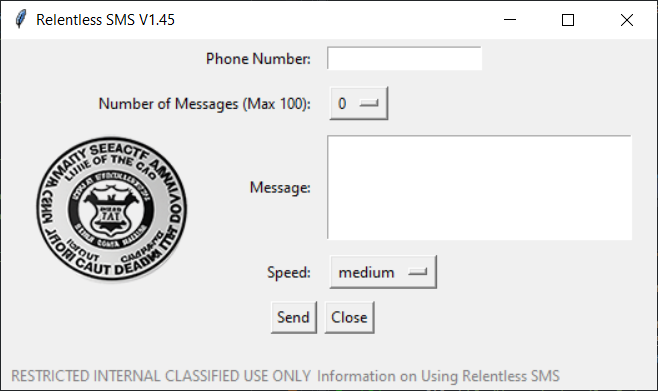 Relentless SMS V1.45
Phone Number:
Number of Messages (Max 100):
0
Message:
Speed:
medium
Send Close
RESTRICTED INTERNAL CLASSIFIED USE ONLY Information on Using Relentless SMS